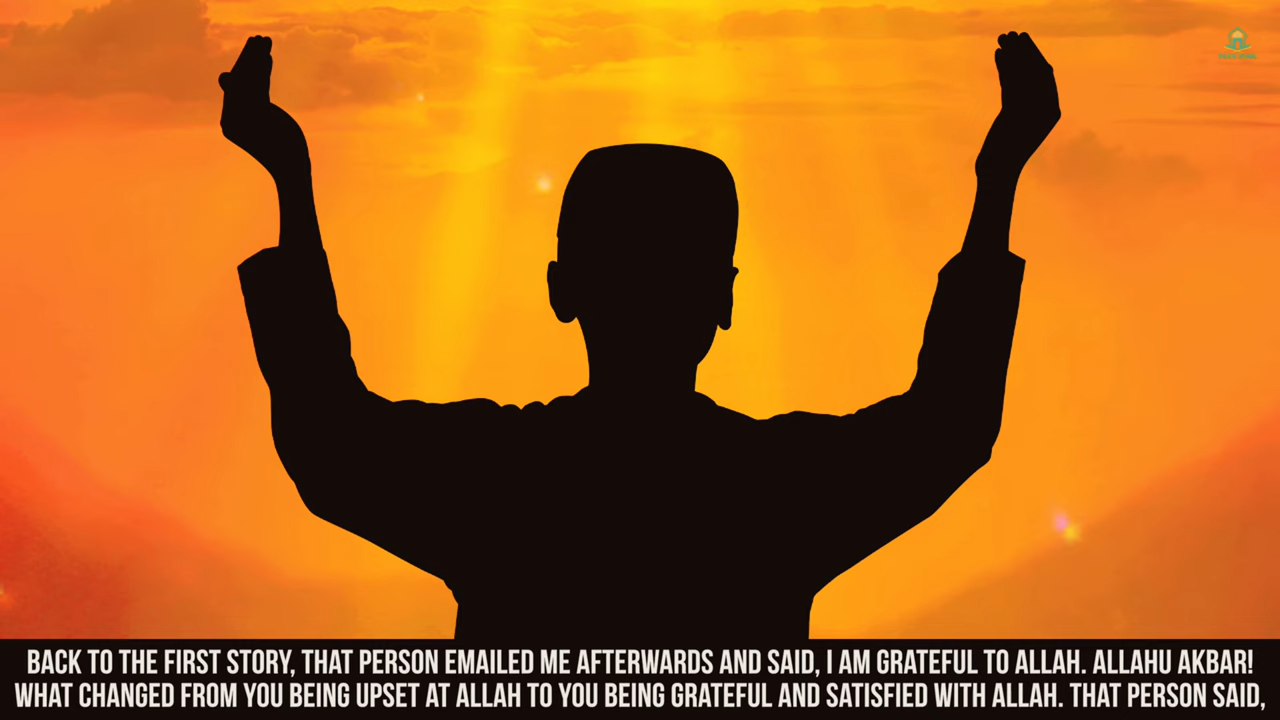 BACK TO THE FIRST STORY, THAT PERSON EMAILED ME AFTERWARDS AND SAID, I AM GRATEFUL TO ALLAH. ALLAHU AKBAR!
WHAT CHANGED FROM YOU BEING UPSET AT ALLAH TO YOU BEING GRATEFUL AND SATISFIED WITH ALLAH. THAT PERSON SAID,